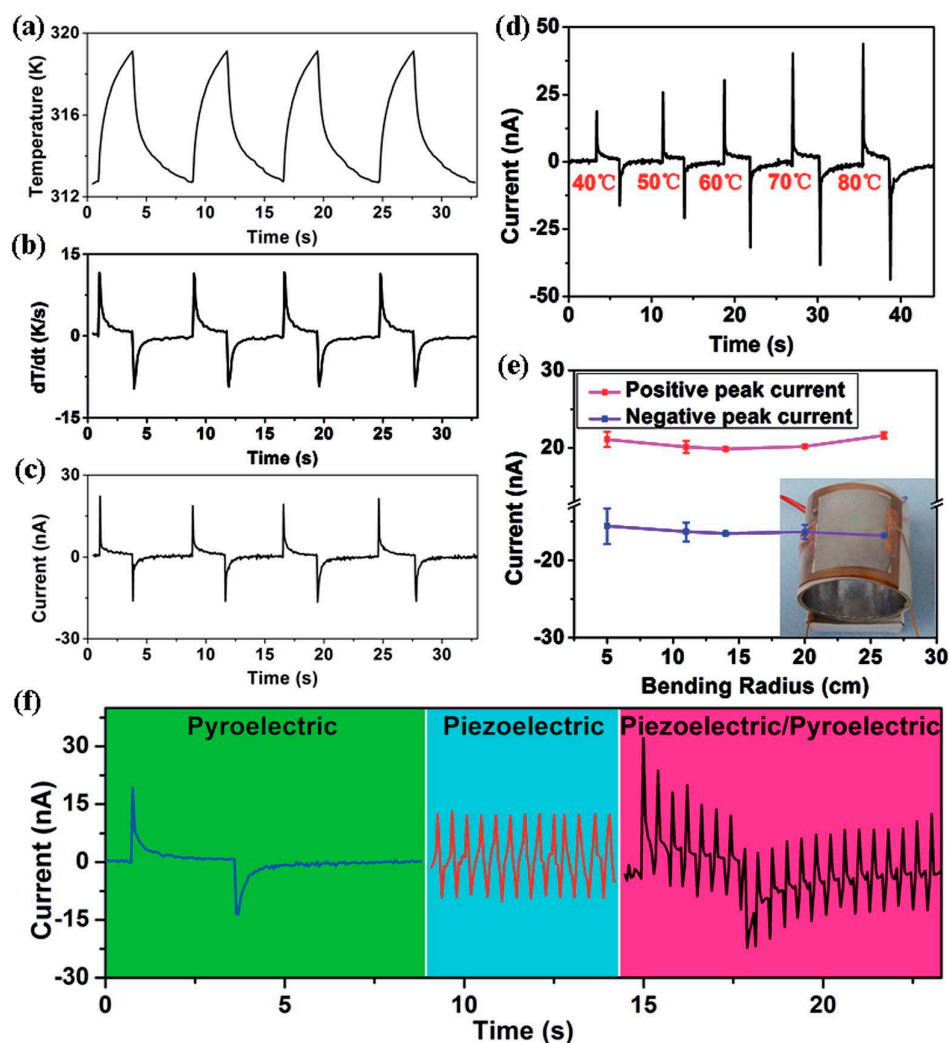 (a)
320
316
312
Temperature (K)
0 5 10 15 20 25 30
Time (s)
(b)
15
0
-15
dT/dt (K/s)
0 5 10 15 20 25 30
Time (s)
(c)
30
0
-30
Current (nA)
0 5 10 15 20 25 30
Time (s)
(d)
50
25
0
-25
-50
Current (nA)
40℃ 50℃ 60℃ 70℃ 80℃
0 10 20 30 40
Time (s)
(e)
30
20
-20
-30
Current (nA)
Positive peak current
Negative peak current
5 10 15 20 25 30
Bending Radius (cm)
(f)
Pyroelectric
Piezoelectric
Piezoelectric/Pyroelectric
30
15
0
-15
-30
Current (nA)
0 5 10 15 20
Time (s)